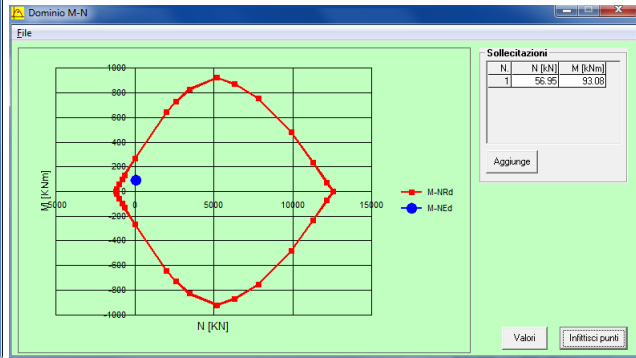 Dominio M-N
File
Sollecitazioni
N. N [kN] M [kNm]
1 56.95 93.08
Aggiunge
1000
800
600
400
200
0
-200
-400
-600
-800
-1000
5000 0 5000 10000 15000
M [KNm]
N [KN]
M-NRd
M-NEd
Valori
Infittisci punti